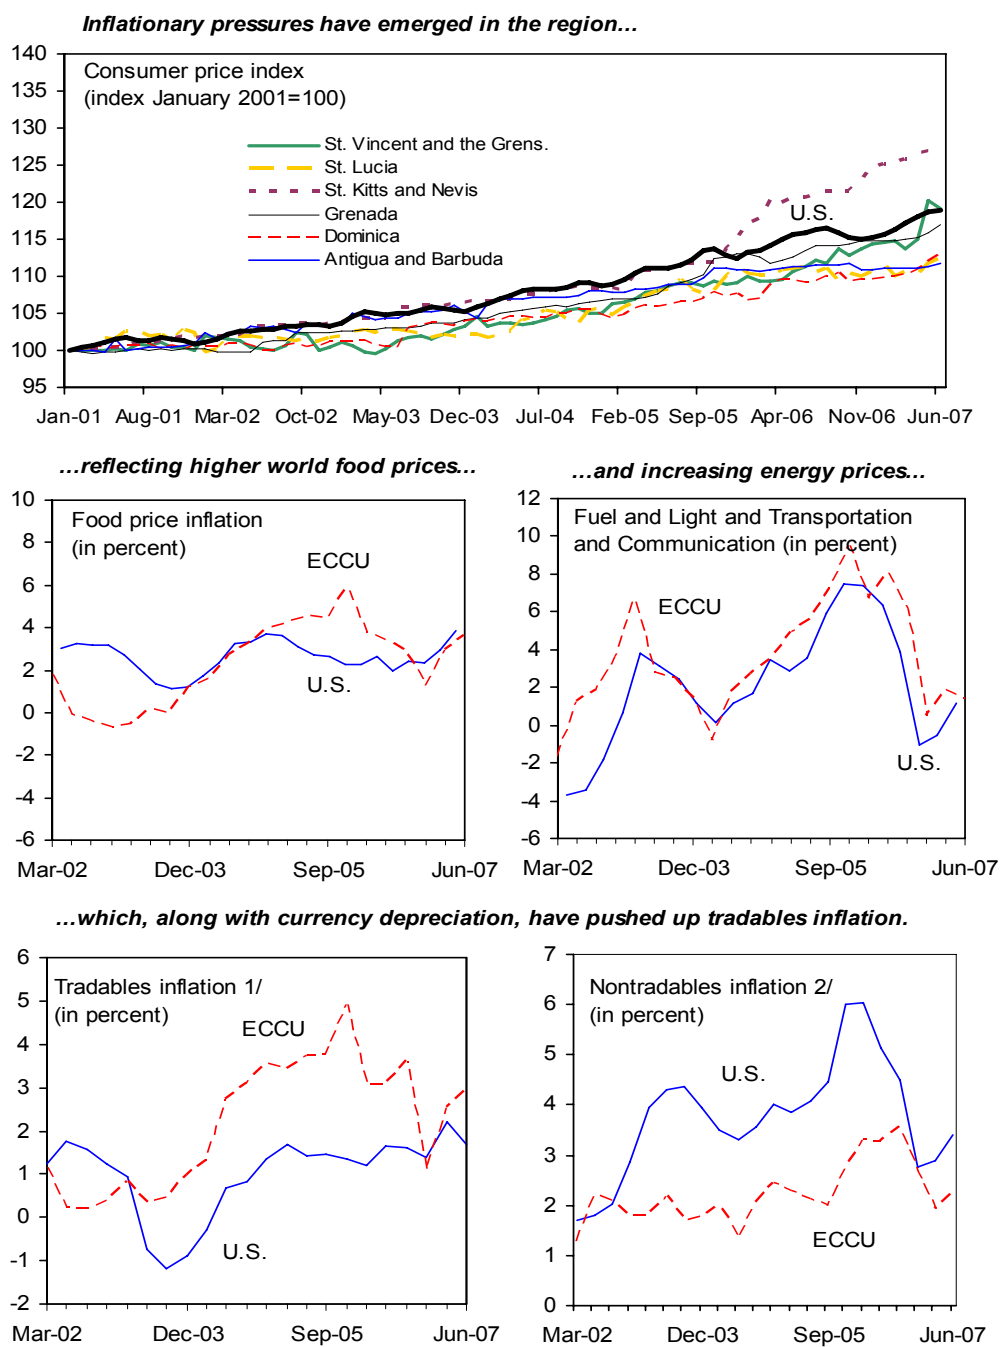 Inflationary pressures have emerged in the region...
Consumer price index
(index January 2001=100)
140
135
130
125
120
115
110
105
100
95
St. Vincent and the Grens.
St. Lucia
St. Kitts and Nevis
Grenada
Dominica
Antigua and Barbuda
U.S.
Jan-01 Aug-01 Mar-02 Oct-02 May-03 Dec-03 Jul-04 Feb-05 Sep-05 Apr-06 Nov-06 Jun-07
...reflecting higher world food prices...
Food price inflation
(in percent)
10
8
6
4
2
0
-2
-4
-6
ECCU
U.S.
Mar-02 Dec-03 Sep-05 Jun-07
...and increasing energy prices...
Fuel and Light and Transportation
and Communication (in percent)
12
10
8
6
4
2
0
-2
-4
-6
ECCU
U.S.
Mar-02 Dec-03 Sep-05 Jun-07
...which, along with currency depreciation, have pushed up tradables inflation.
Tradables inflation 1/
(in percent)
6
5
4
3
2
1
0
-1
-2
ECCU
U.S.
Mar-02 Dec-03 Sep-05 Jun-07
Nontradables inflation 2/
(in percent)
7
6
5
4
3
2
1
0
U.S.
ECCU
Mar-02 Dec-03 Sep-05 Jun-07